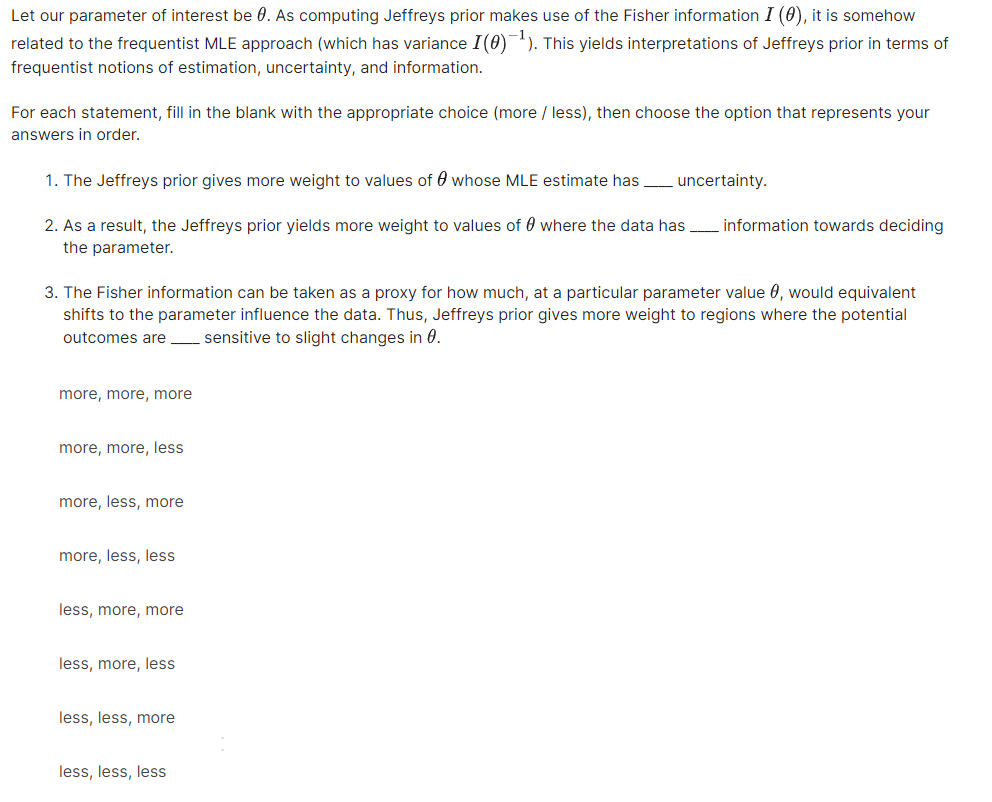 Let our parameter of interest be θ. As computing Jeffreys prior makes use of the Fisher information I (θ), it is somehow
related to the frequentist MLE approach (which has variance I(θ)⁻¹). This yields interpretations of Jeffreys prior in terms of
frequentist notions of estimation, uncertainty, and information.
For each statement, fill in the blank with the appropriate choice (more / less), then choose the option that represents your
answers in order.
1. The Jeffreys prior gives more weight to values of θ whose MLE estimate has ____ uncertainty.
2. As a result, the Jeffreys prior yields more weight to values of θ where the data has ____ information towards deciding
the parameter.
3. The Fisher information can be taken as a proxy for how much, at a particular parameter value θ, would equivalent
shifts to the parameter influence the data. Thus, Jeffreys prior gives more weight to regions where the potential
outcomes are ____ sensitive to slight changes in θ.
more, more, more
more, more, less
more, less, more
more, less, less
less, more, more
less, more, less
less, less, more
less, less, less